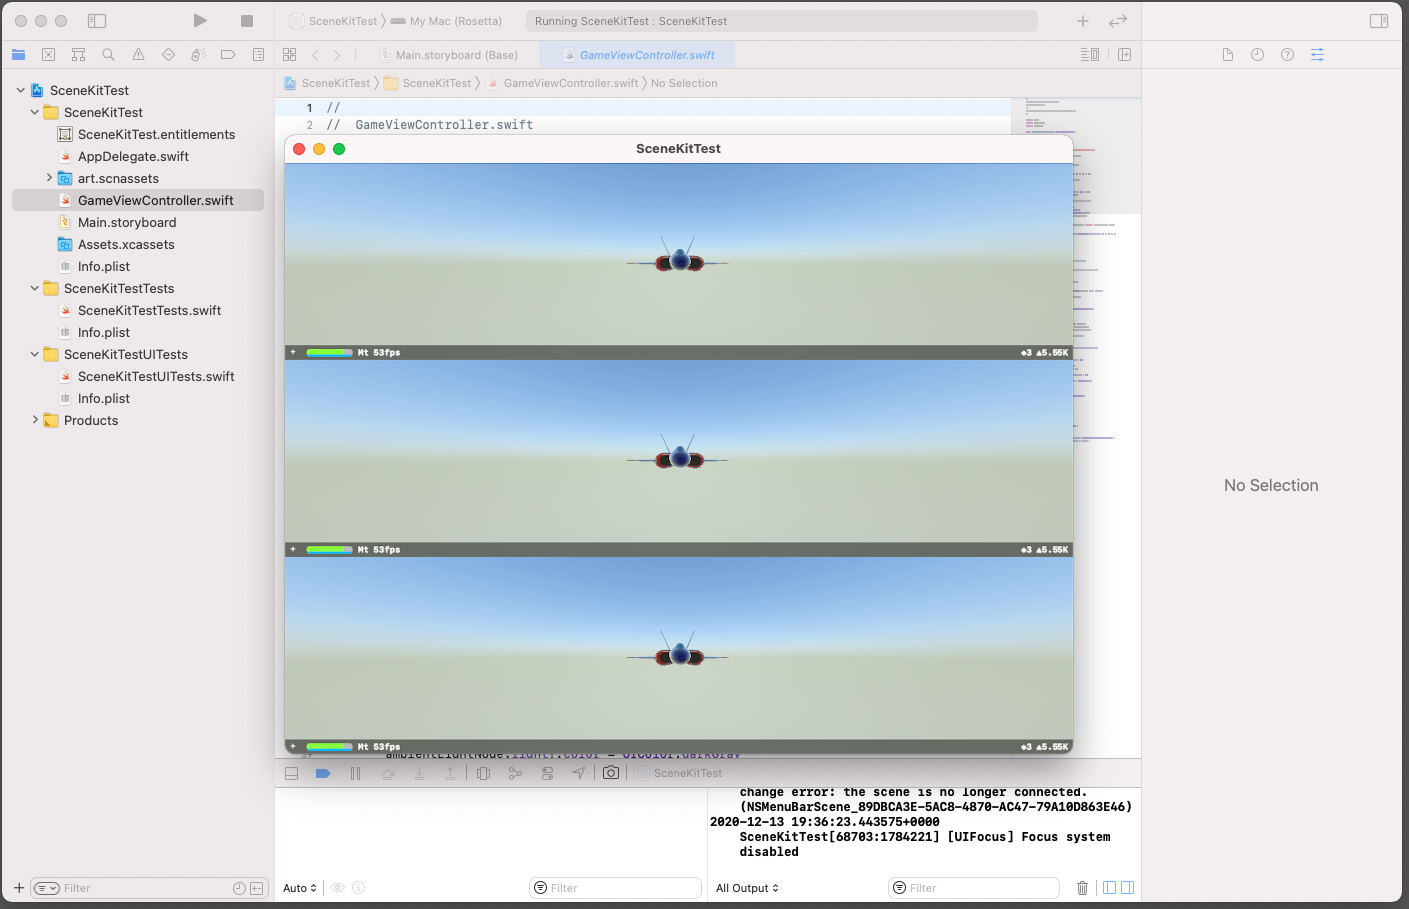 SceneKitTest
My Mac (Rosetta)
Running SceneKitTest : SceneKitTest
Main.storyboard (Base)
GameViewController.swift
SceneKitTest
SceneKitTest
GameViewController.swift
No Selection
SceneKitTest
SceneKitTest
SceneKitTest.entitlements
AppDelegate.swift
art.scnassets
GameViewController.swift
Main.storyboard
Assets.xcassets
Info.plist
SceneKitTestTests
SceneKitTestTests.swift
Info.plist
SceneKitTestUITests
SceneKitTestUITests.swift
Info.plist
Products
1 //
2 // GameViewController.swift
SceneKitTest
+ Mt 53fps ◆3 ▲5.55K
+ Mt 53fps ◆3 ▲5.55K
+ Mt 53fps ◆3 ▲5.55K
ambientLightNode.light!.color = UIColor.darkGray
No Selection
SceneKitTest
change error: the scene is no longer connected.
(NSMenuBarScene_89DBCA3E-5AC8-4870-AC47-79A10D863E46)
2020-12-13 19:36:23.443575+0000
SceneKitTest[68703:1784221] [UIFocus] Focus system
disabled
Filter
Auto
Filter
All Output
Filter